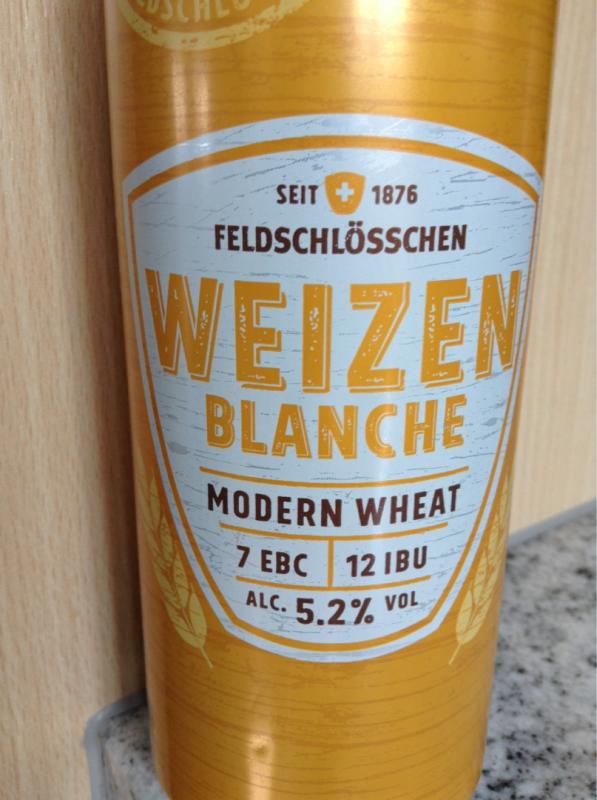 SEIT 1876
FELDSCHLÖSSCHEN
WEIZEN
BLANCHE
MODERN WHEAT
7 EBC 12 IBU
ALC. 5.2% VOL